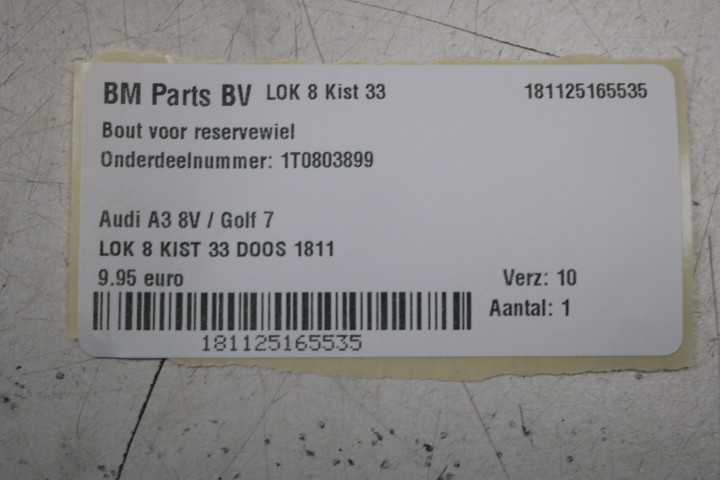 BM Parts BV LOK 8 Kist 33 181125165535
Bout voor reservewiel
Onderdeelnummer: 1T0803899
Audi A3 8V / Golf 7
LOK 8 KIST 33 DOOS 1811
9.95 euro Verz: 10
Aantal: 1
181125165535